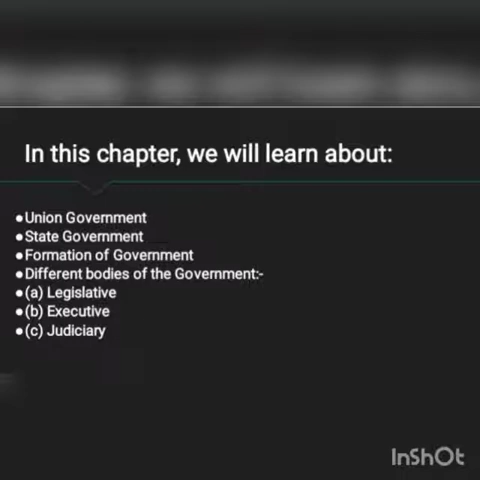 In this chapter, we will learn about:
●Union Government
●State Government
●Formation of Government
●Different bodies of the Government:-
●(a) Legislative
●(b) Executive
●(c) Judiciary
InShOt